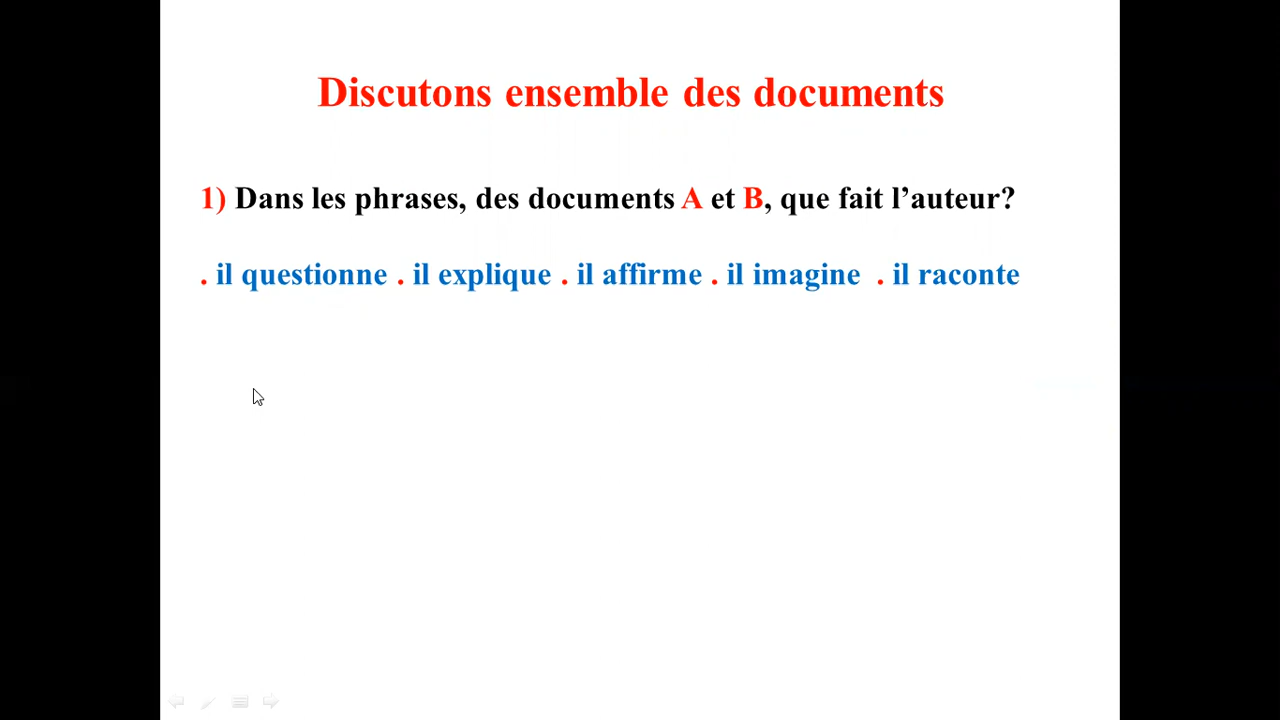 Discutons ensemble des documents
1) Dans les phrases, des documents A et B, que fait l’auteur?
. il questionne . il explique . il affirme . il imagine . il raconte